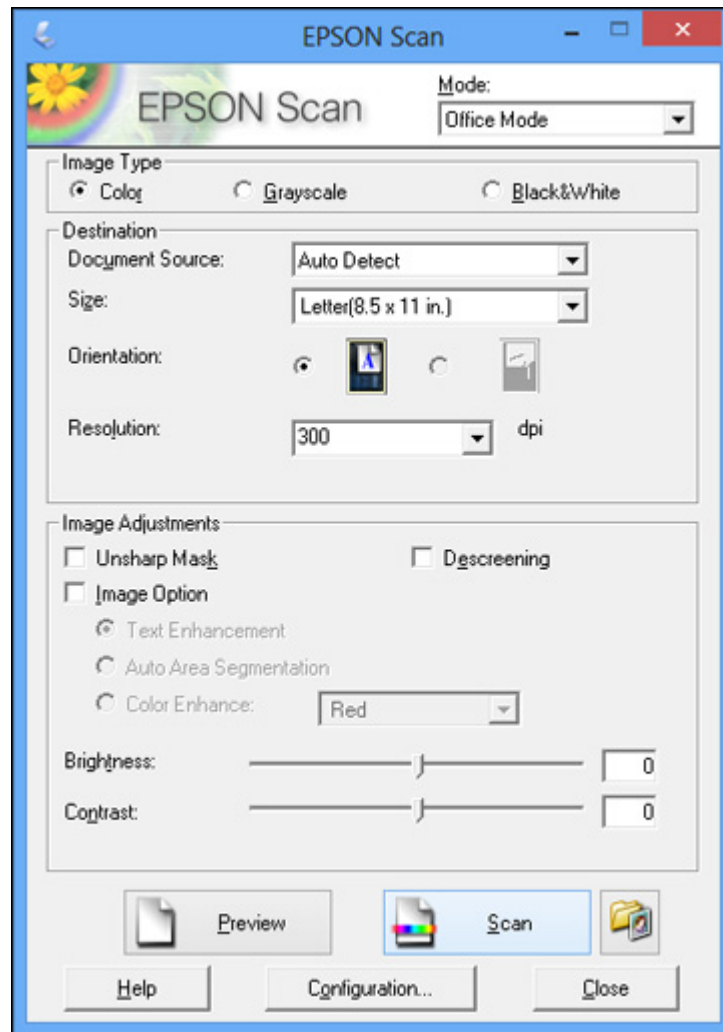 EPSON Scan
EPSON Scan
Mode:
Office Mode
Image Type
Color Grayscale Black&White
Destination
Document Source: Auto Detect
Size: Letter(8.5 x 11 in.)
Orientation: A
Resolution: 300 dpi
Image Adjustments
Unsharp Mask Descreening
Image Option
Text Enhancement
Auto Area Segmentation
Color Enhance: Red
Brightness: 0
Contrast: 0
Preview Scan
Help Configuration... Close